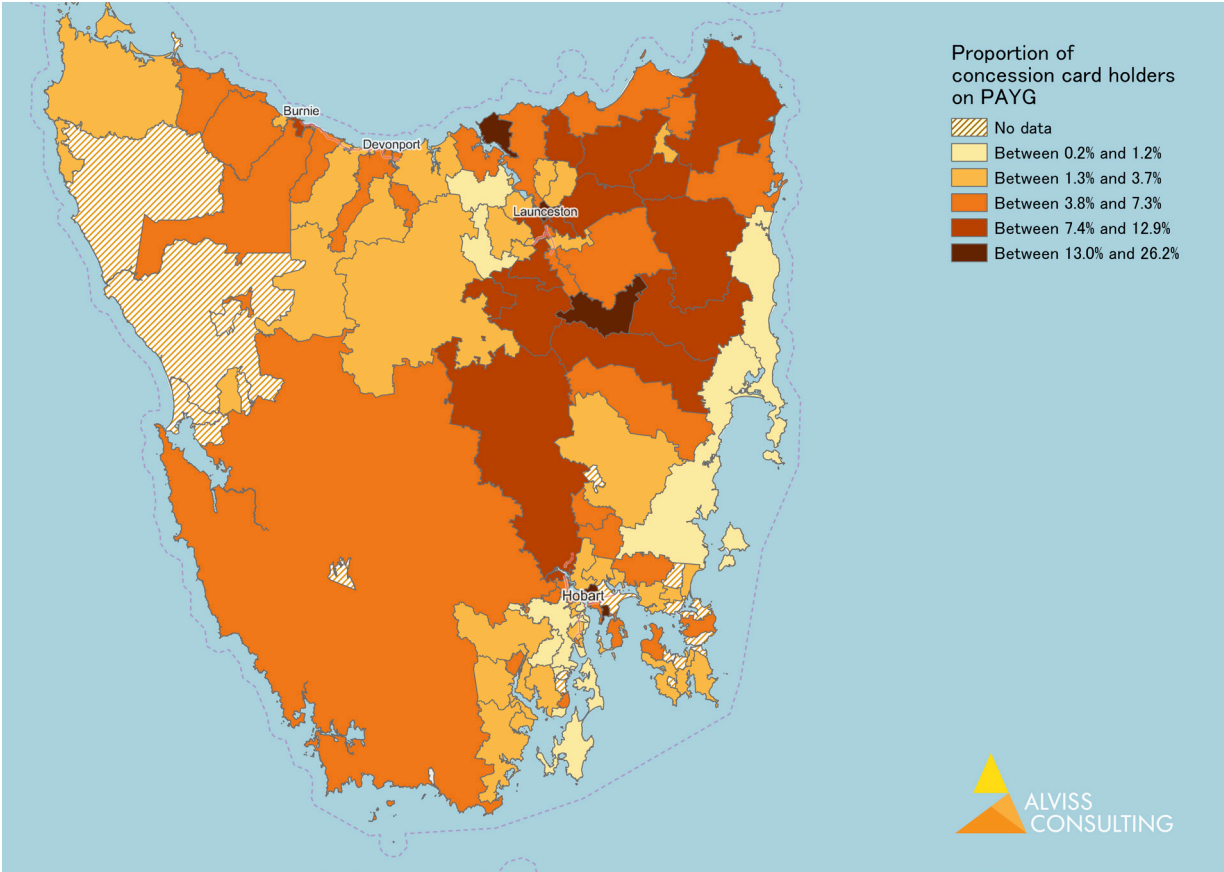 Proportion of
concession card holders
on PAYG
No data
Between 0.2% and 1.2%
Between 1.3% and 3.7%
Between 3.8% and 7.3%
Between 7.4% and 12.9%
Between 13.0% and 26.2%
Burnie
Devonport
Launceston
Hobart
ALVISS
CONSULTING